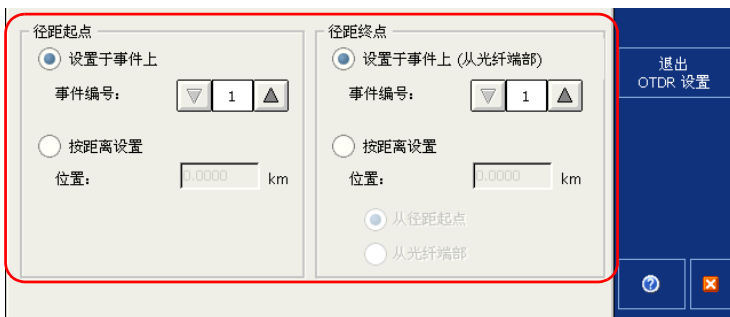 径距起点
设置于事件上
事件编号:
1
按距离设置
位置:
0.0000
km
径距终点
设置于事件上 (从光纤端部)
事件编号:
1
按距离设置
位置:
0.0000
km
从径距起点
从光纤端部
退出
OTDR 设置